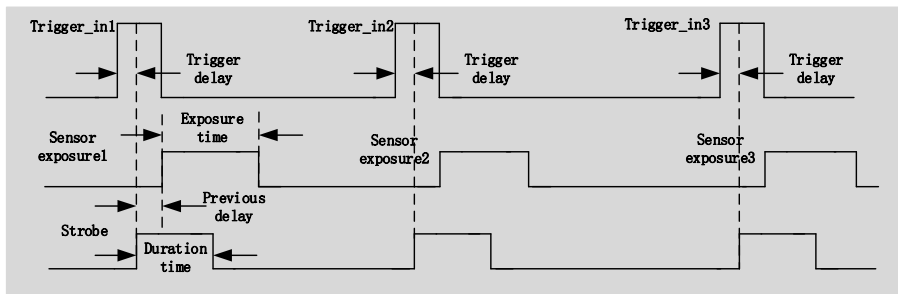 Trigger_in1
Trigger_in2
Trigger_in3
Trigger
delay
Trigger
delay
Trigger
delay
Exposure
time
Sensor
exposure1
Sensor
exposure2
Sensor
exposure3
Previous
delay
Strobe
Duration
time